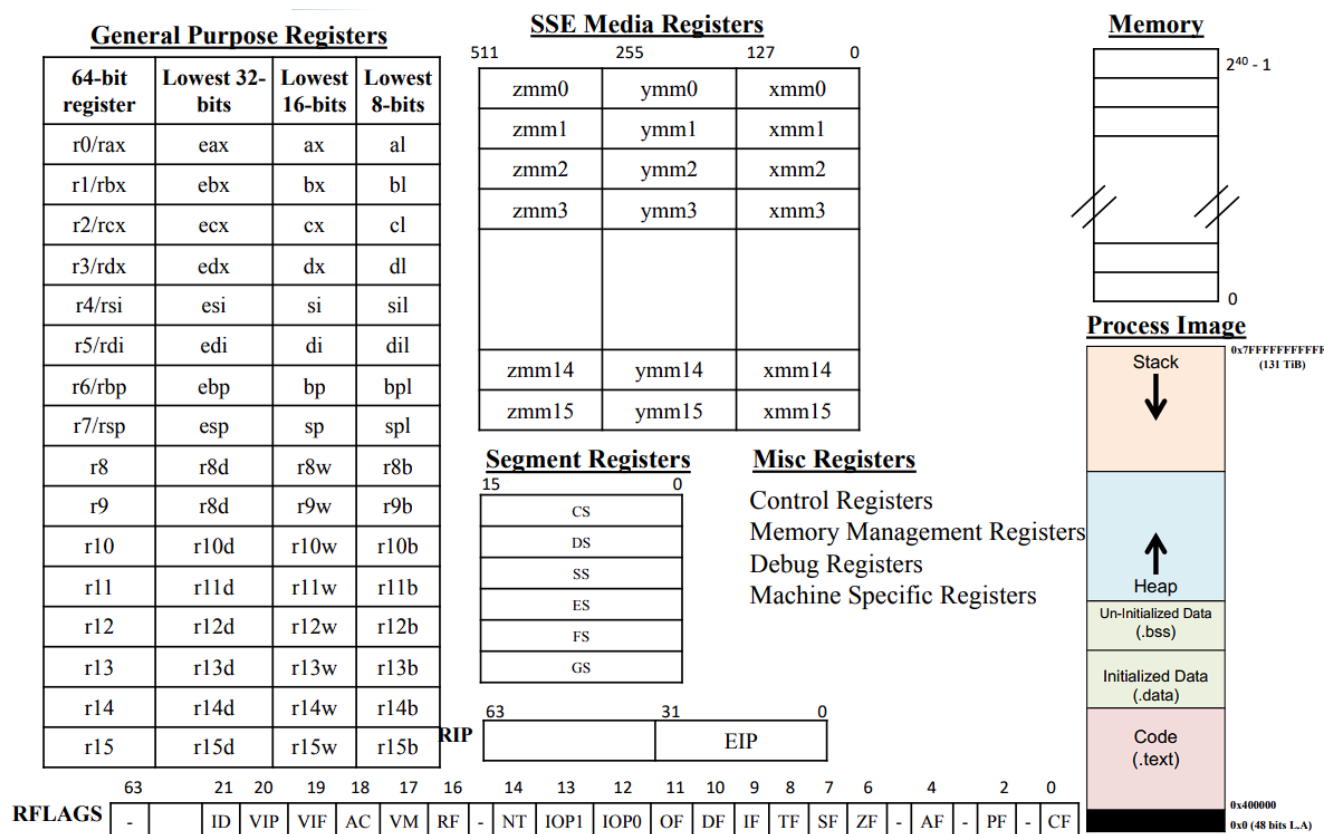 General Purpose Registers
64-bit register Lowest 32-bits Lowest 16-bits Lowest 8-bits
r0/rax eax ax al
r1/rbx ebx bx bl
r2/rcx ecx cx cl
r3/rdx edx dx dl
r4/rsi esi si sil
r5/rdi edi di dil
r6/rbp ebp bp bpl
r7/rsp esp sp spl
r8 r8d r8w r8b
r9 r8d r9w r9b
r10 r10d r10w r10b
r11 r11d r11w r11b
r12 r12d r12w r12b
r13 r13d r13w r13b
r14 r14d r14w r14b
r15 r15d r15w r15b
SSE Media Registers
511 255 127 0
zmm0 ymm0 xmm0
zmm1 ymm1 xmm1
zmm2 ymm2 xmm2
zmm3 ymm3 xmm3
zmm14 ymm14 xmm14
zmm15 ymm15 xmm15
Segment Registers
15 0
CS
DS
SS
ES
FS
GS
Misc Registers
Control Registers
Memory Management Registers
Debug Registers
Machine Specific Registers
63 31 0
RIP EIP
Memory
2⁴⁰ - 1
0
Process Image
0x7FFFFFFFFFFF
(131 TiB)
Stack
Heap
Un-Initialized Data
(.bss)
Initialized Data
(.data)
Code
(.text)
0x400000
0x0 (48 bits L.A)
63 21 20 19 18 17 16 14 13 12 11 10 9 8 7 6 4 2 0
RFLAGS - ID VIP VIF AC VM RF - NT IOP1 IOP0 OF DF IF TF SF ZF - AF - PF - CF